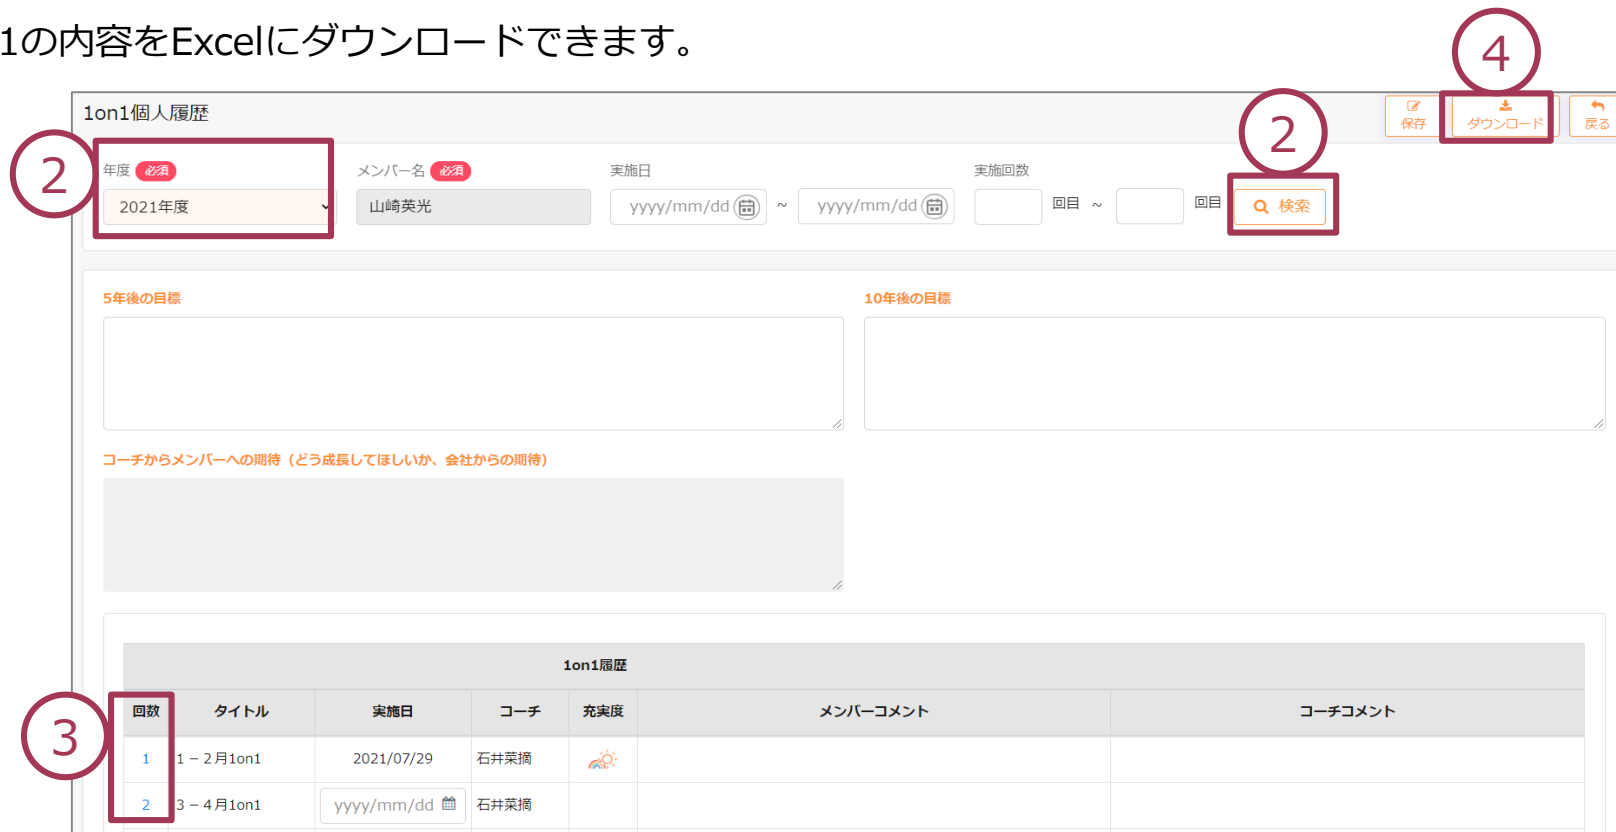 1の内容をExcelにダウンロードできます。
4
1on1個人履歴
保存
ダウンロード
戻る
2
2
年度 必須
メンバー名 必須
実施日
実施回数
2021年度
山崎英光
yyyy/mm/dd ~ yyyy/mm/dd
回目 ~ 回目
検索
5年後の目標
10年後の目標
コーチからメンバーへの期待（どう成長してほしいか、会社からの期待）
1on1履歴
3
回数 タイトル 実施日 コーチ 充実度 メンバーコメント コーチコメント
1 1－2月1on1 2021/07/29 石井菜摘
2 3－4月1on1 yyyy/mm/dd 石井菜摘